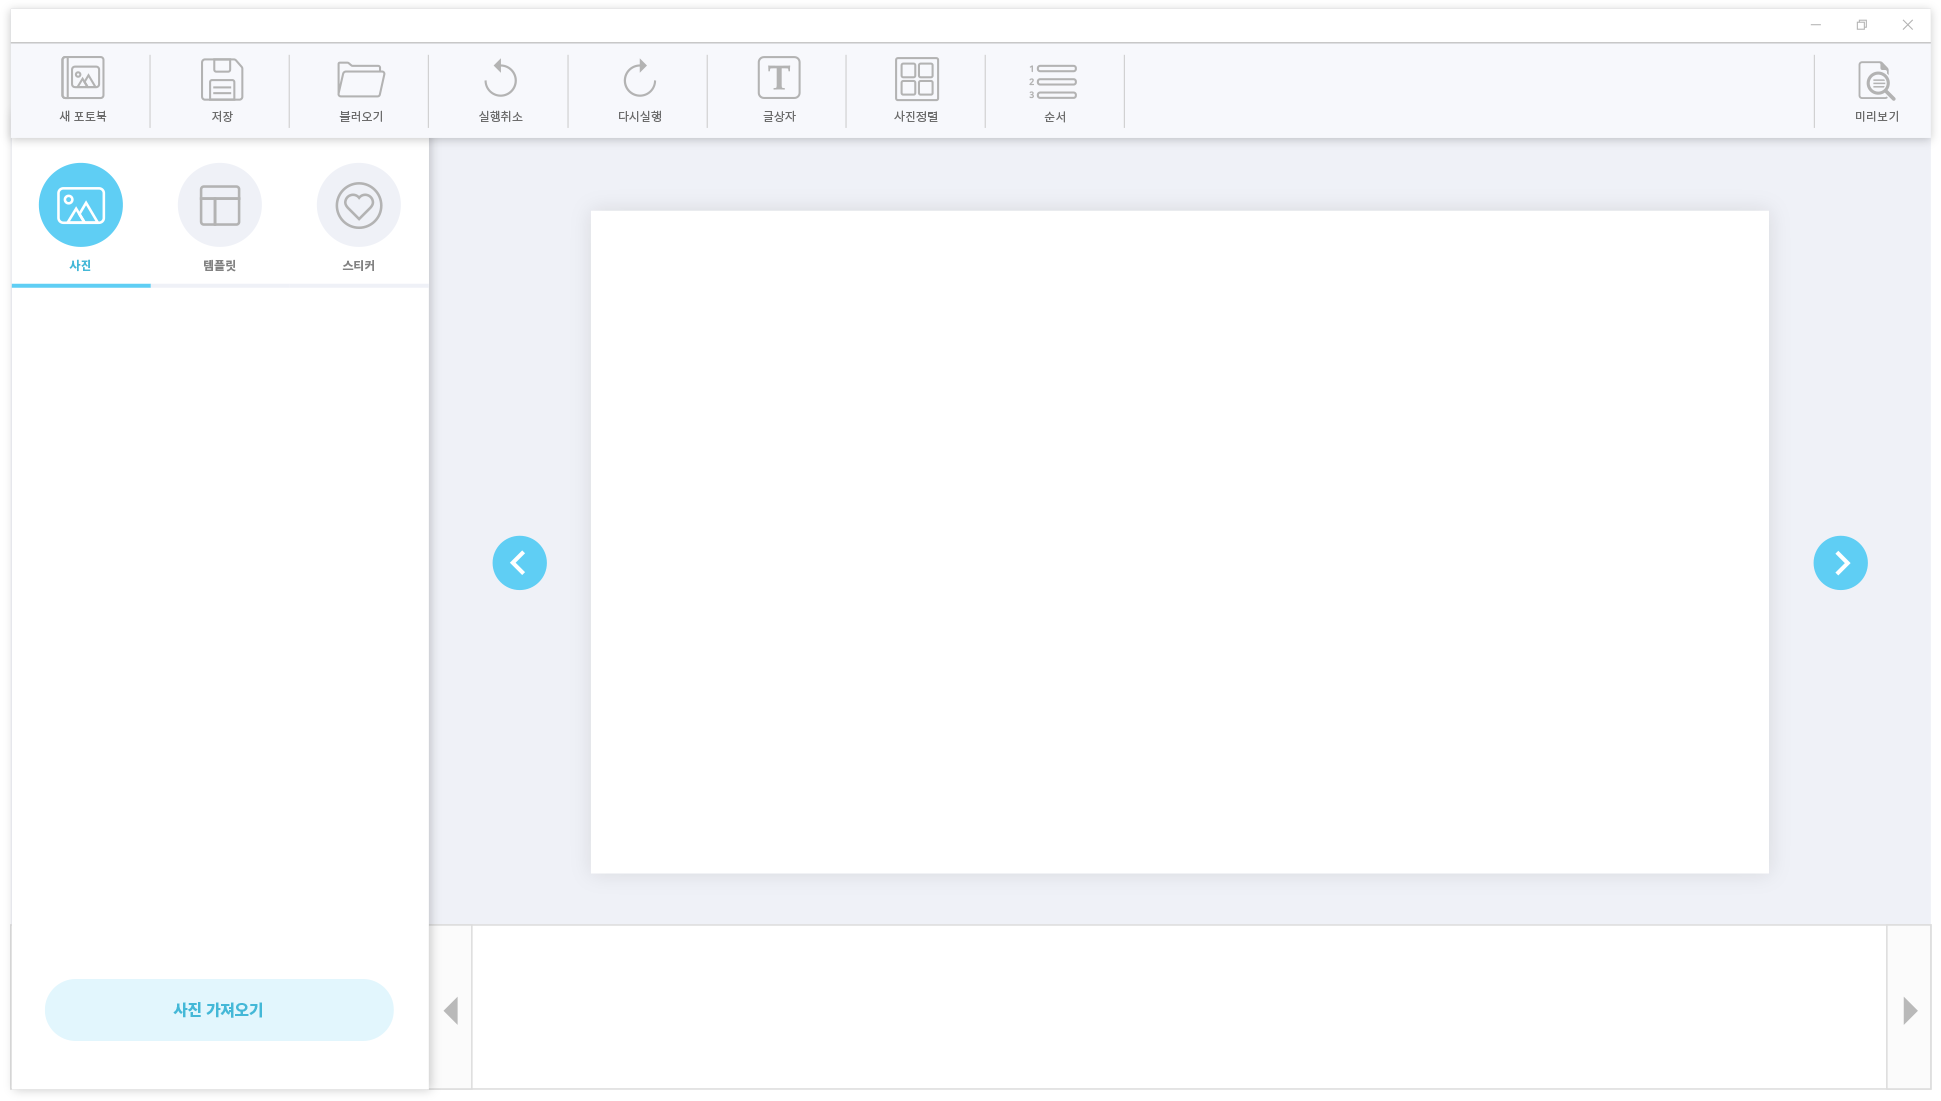 새 포토북
저장
불러오기
실행취소
다시실행
글상자
사진정렬
순서
미리보기
T
1
2
3
사진
템플릿
스티커
사진 가져오기